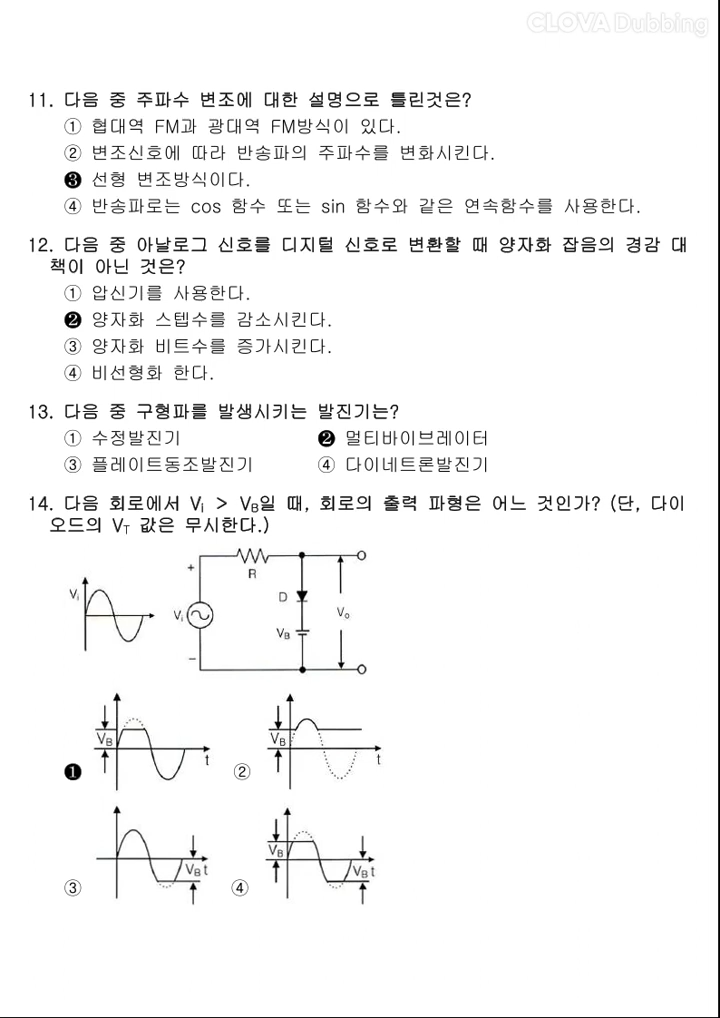 CLOVA Dubbing
11. 다음 중 주파수 변조에 대한 설명으로 틀린것은?
① 협대역 FM과 광대역 FM방식이 있다.
② 변조신호에 따라 반송파의 주파수를 변화시킨다.
❸ 선형 변조방식이다.
④ 반송파로는 cos 함수 또는 sin 함수와 같은 연속함수를 사용한다.
12. 다음 중 아날로그 신호를 디지털 신호로 변환할 때 양자화 잡음의 경감 대
책이 아닌 것은?
① 압신기를 사용한다.
❷ 양자화 스텝수를 감소시킨다.
③ 양자화 비트수를 증가시킨다.
④ 비선형화 한다.
13. 다음 중 구형파를 발생시키는 발진기는?
① 수정발진기 ❷ 멀티바이브레이터
③ 플레이트동조발진기 ④ 다이네트론발진기
14. 다음 회로에서 Vᵢ > V_B일 때, 회로의 출력 파형은 어느 것인가? (단, 다이
오드의 V_T 값은 무시한다.)
+
R
Vᵢ
D
Vᵢ
Vₒ
V_B
−
V_B
t
❶
V_B
t
②
V_B t
③
V_B
V_B t
④